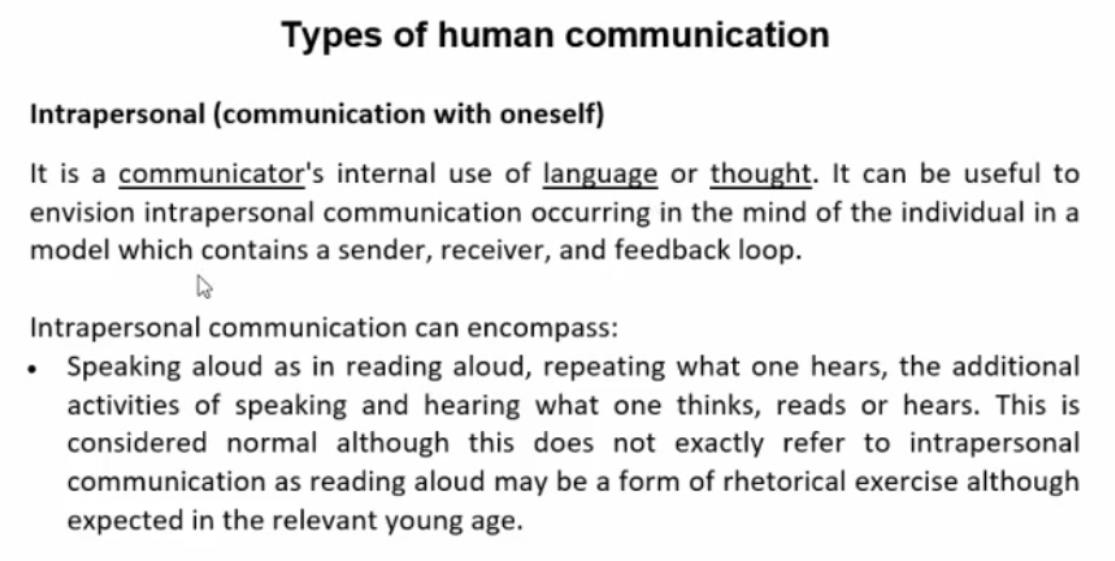 Types of human communication
Intrapersonal (communication with oneself)
It is a communicator's internal use of language or thought. It can be useful to
envision intrapersonal communication occurring in the mind of the individual in a
model which contains a sender, receiver, and feedback loop.
Intrapersonal communication can encompass:
• Speaking aloud as in reading aloud, repeating what one hears, the additional
activities of speaking and hearing what one thinks, reads or hears. This is
considered normal although this does not exactly refer to intrapersonal
communication as reading aloud may be a form of rhetorical exercise although
expected in the relevant young age.